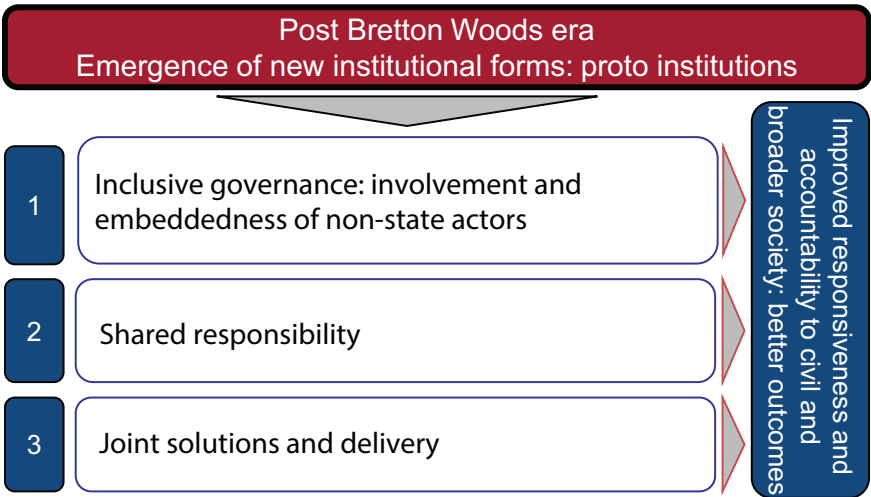 Post Bretton Woods era
Emergence of new institutional forms: proto institutions
1
Inclusive governance: involvement and
embeddedness of non-state actors
2
Shared responsibility
3
Joint solutions and delivery
Improved responsiveness and
accountability to civil and
broader society: better outcomes